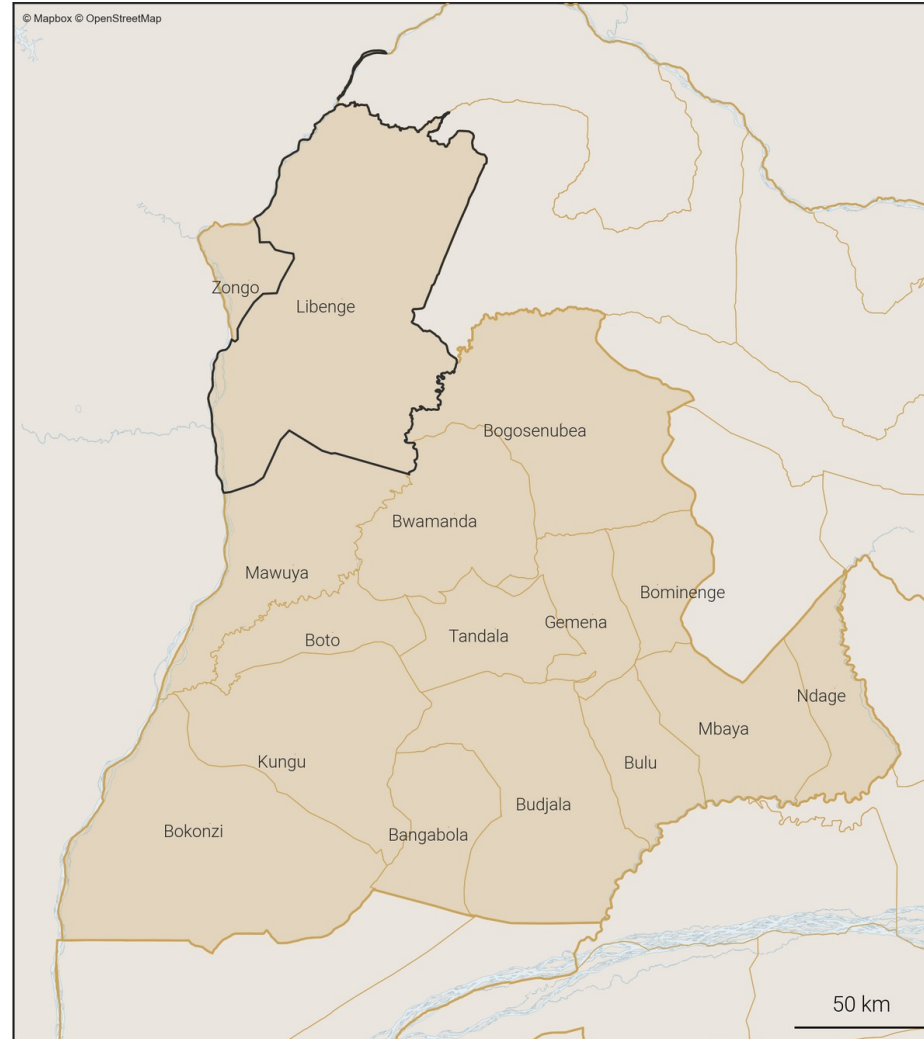 © Mapbox © OpenStreetMap
Zongo
Libenge
Bogosenubea
Bwamanda
Mawuya
Bominenge
Gemena
Boto
Tandala
Ndage
Mbaya
Kungu
Bulu
Budjala
Bokonzi
Bangabola
50 km